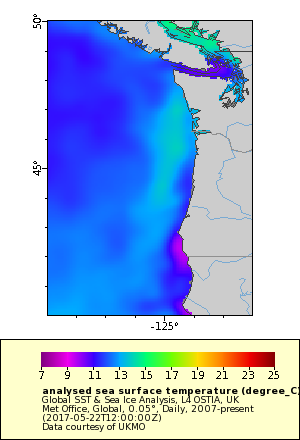 50°
45°
-125°
7 9 11 13 15 17 19 21 23 25
analysed sea surface temperature (degree_C)
Global SST & Sea Ice Analysis, L4 OSTIA, UK
Met Office, Global, 0.05°, Daily, 2007-present
(2017-05-22T12:00:00Z)
Data courtesy of UKMO